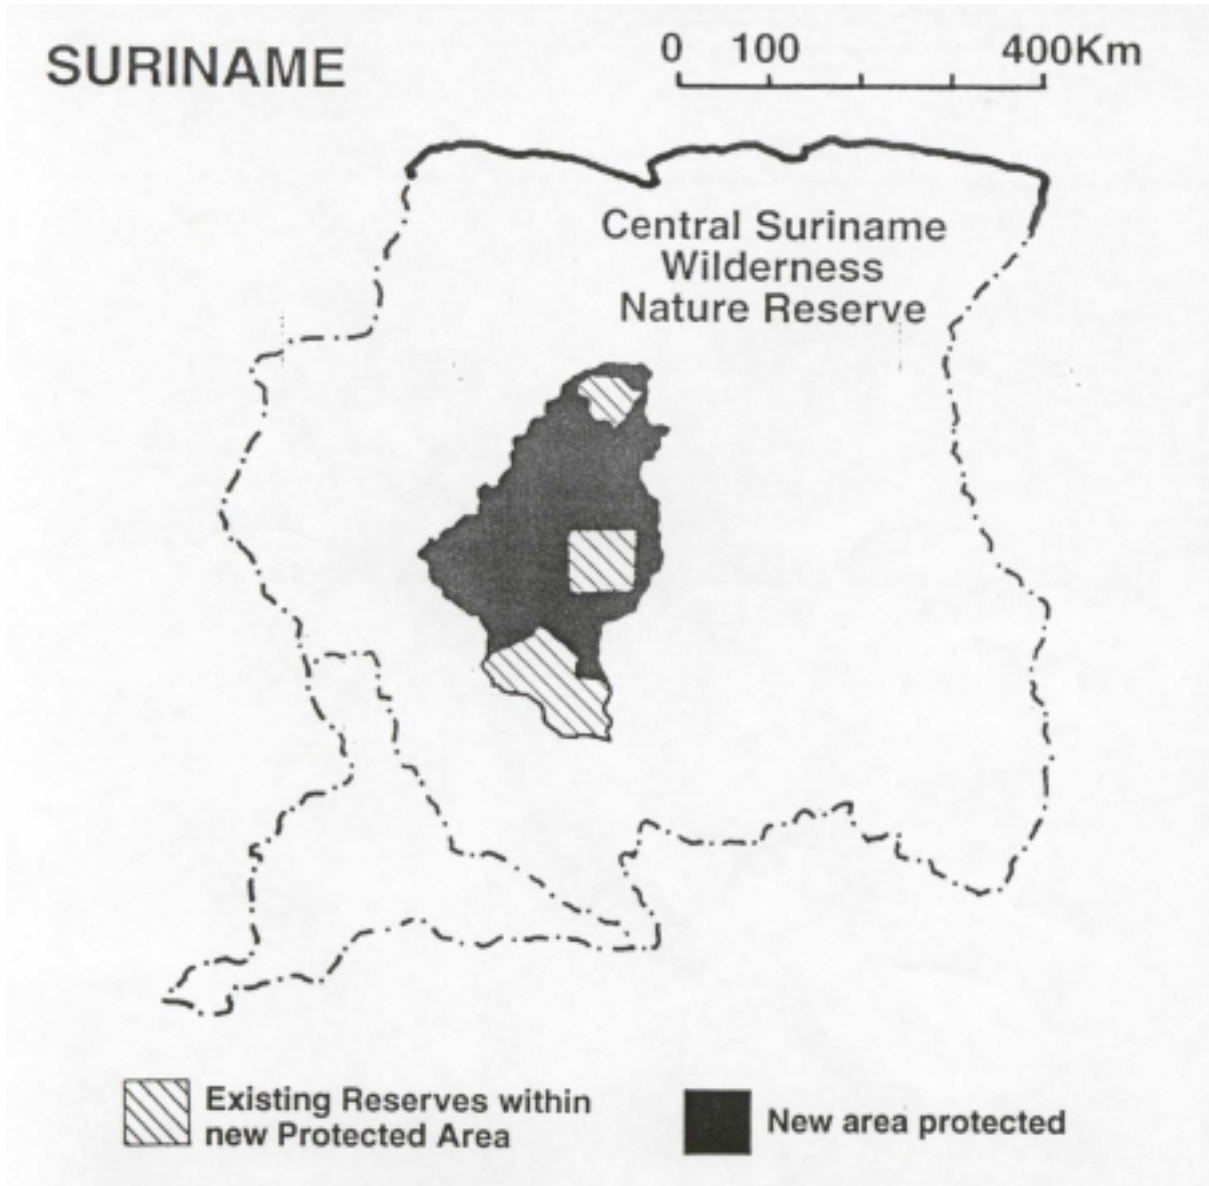 SURINAME
0 100 400Km
Central Suriname
Wilderness
Nature Reserve
Existing Reserves within
new Protected Area
New area protected